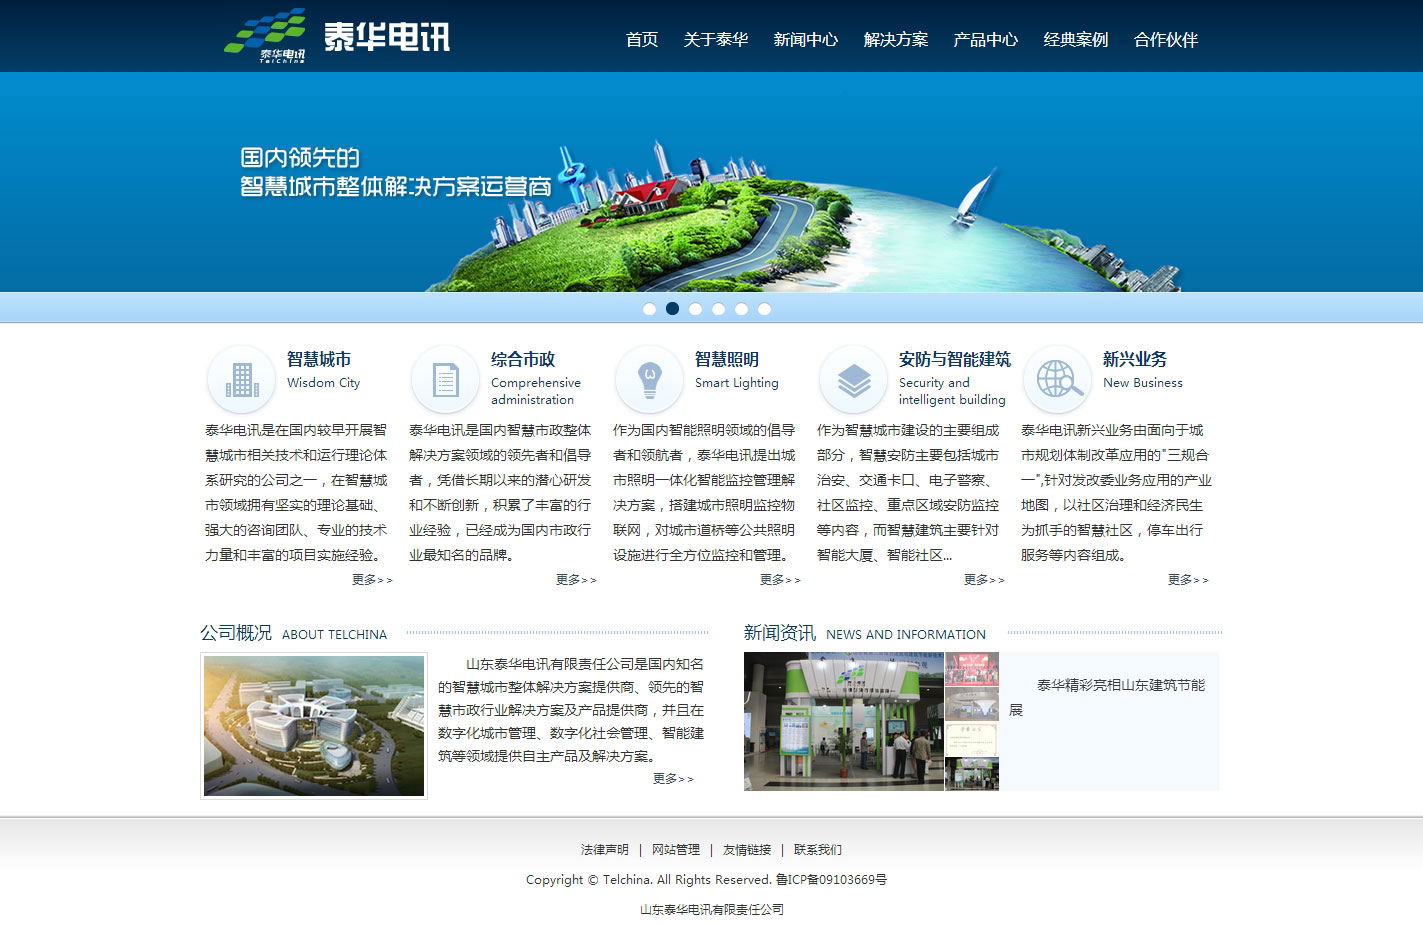 泰华电讯
TelChina
泰华电讯
首页 关于泰华 新闻中心 解决方案 产品中心 经典案例 合作伙伴
国内领先的
智慧城市整体解决方案运营商
智慧城市
Wisdom City
泰华电讯是在国内较早开展智
慧城市相关技术和运行理论体
系研究的公司之一，在智慧城
市领域拥有坚实的理论基础、
强大的咨询团队、专业的技术
力量和丰富的项目实施经验。
更多>>
综合市政
Comprehensive
administration
泰华电讯是国内智慧市政整体
解决方案领域的领先者和倡导
者，凭借长期以来的潜心研发
和不断创新，积累了丰富的行
业经验，已经成为国内市政行
业最知名的品牌。
更多>>
智慧照明
Smart Lighting
作为国内智能照明领域的倡导
者和领航者，泰华电讯提出城
市照明一体化智能监控管理解
决方案，搭建城市照明监控物
联网，对城市道桥等公共照明
设施进行全方位监控和管理。
更多>>
安防与智能建筑
Security and
intelligent building
作为智慧城市建设的主要组成
部分，智慧安防主要包括城市
治安、交通卡口、电子警察、
社区监控、重点区域安防监控
等内容，而智慧建筑主要针对
智能大厦、智能社区...
更多>>
新兴业务
New Business
泰华电讯新兴业务由面向于城
市规划体制改革应用的"三规合
一",针对发改委业务应用的产业
地图，以社区治理和经济民生
为抓手的智慧社区，停车出行
服务等内容组成。
更多>>
公司概况 ABOUT TELCHINA
山东泰华电讯有限责任公司是国内知名
的智慧城市整体解决方案提供商、领先的智
慧市政行业解决方案及产品提供商，并且在
数字化城市管理、数字化社会管理、智能建
筑等领域提供自主产品及解决方案。
更多>>
新闻资讯 NEWS AND INFORMATION
泰华精彩亮相山东建筑节能
展
法律声明 | 网站管理 | 友情链接 | 联系我们
Copyright © Telchina. All Rights Reserved. 鲁ICP备09103669号
山东泰华电讯有限责任公司